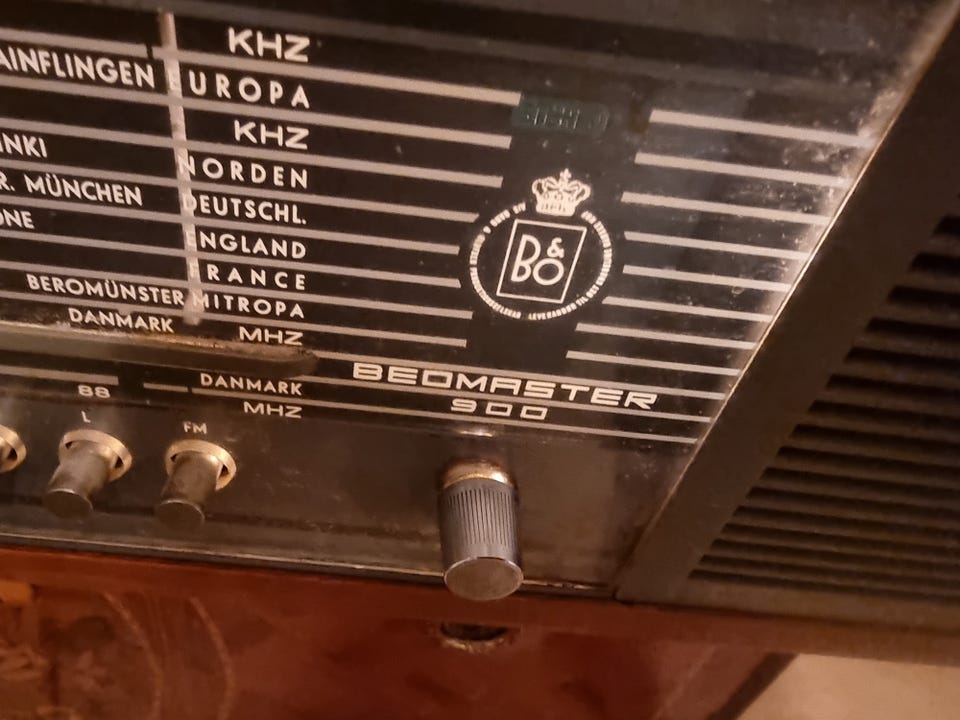 KHZ
AINFLINGEN EUROPA
KHZ
INKI NORDEN
R. MÜNCHEN DEUTSCHL.
ONE ENGLAND
FRANCE
BEROMÜNSTER MITROPA
DANMARK MHZ
B&O
BEOMASTER
900
DANMARK
88 MHZ
L FM